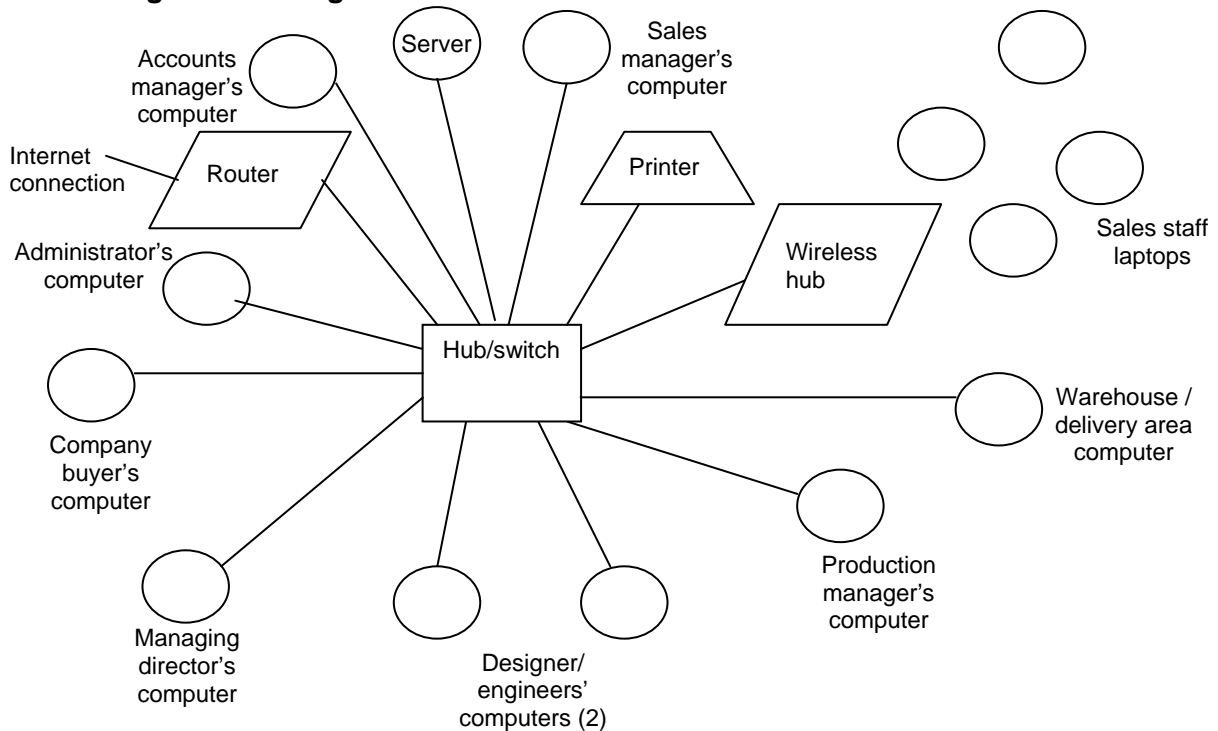 Server
Sales
manager's
computer
Accounts
manager's
computer
Internet
connection
Router
Printer
Wireless
hub
Sales staff
laptops
Administrator's
computer
Hub/switch
Company
buyer's
computer
Warehouse /
delivery area
computer
Managing
director's
computer
Designer/
engineers'
computers (2)
Production
manager's
computer